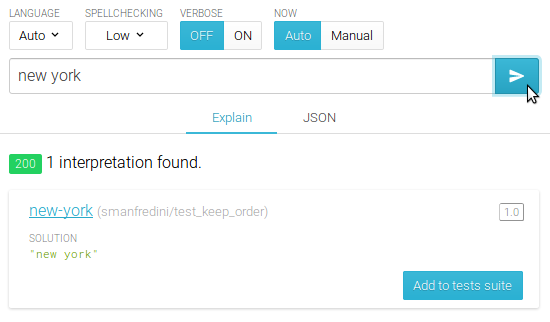 LANGUAGE SPELLCHECKING VERBOSE NOW
Auto Low OFF ON Auto Manual
new york
Explain JSON
200 1 interpretation found.
new-york (smanfredini/test_keep_order) 1.0
SOLUTION
"new york"
Add to tests suite